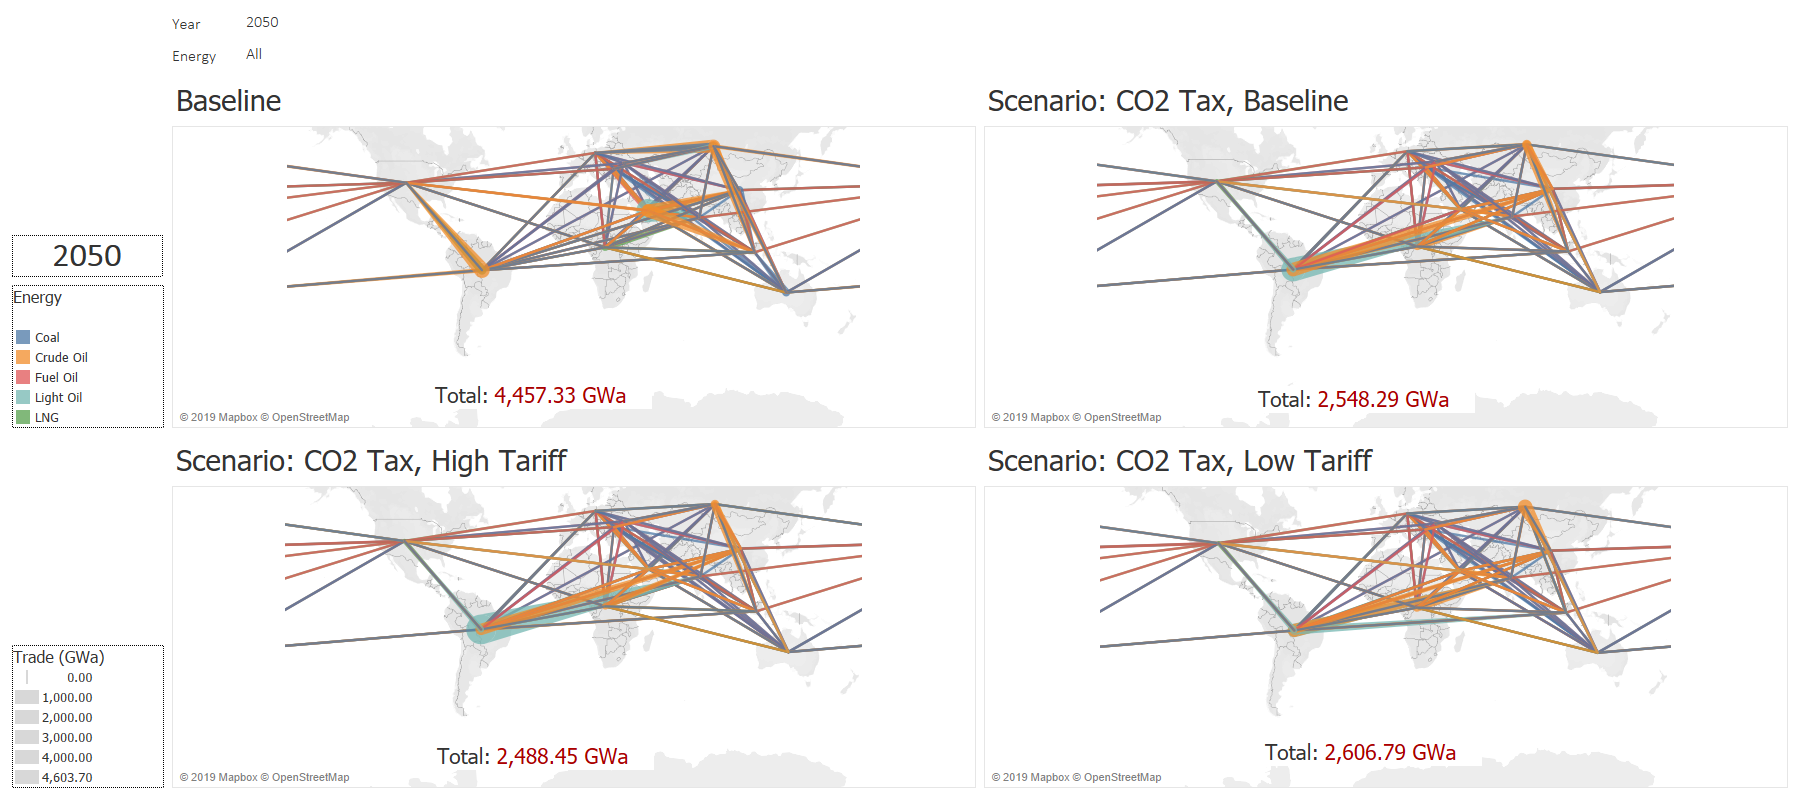 Year 2050
Energy All
Baseline
Scenario: CO2 Tax, Baseline
2050
Energy
Coal
Crude Oil
Fuel Oil
Light Oil
LNG
Total: 4,457.33 GWa
© 2019 Mapbox © OpenStreetMap
Total: 2,548.29 GWa
© 2019 Mapbox © OpenStreetMap
Scenario: CO2 Tax, High Tariff
Scenario: CO2 Tax, Low Tariff
Trade (GWa)
0.00
1,000.00
2,000.00
3,000.00
4,000.00
4,603.70
Total: 2,488.45 GWa
© 2019 Mapbox © OpenStreetMap
Total: 2,606.79 GWa
© 2019 Mapbox © OpenStreetMap